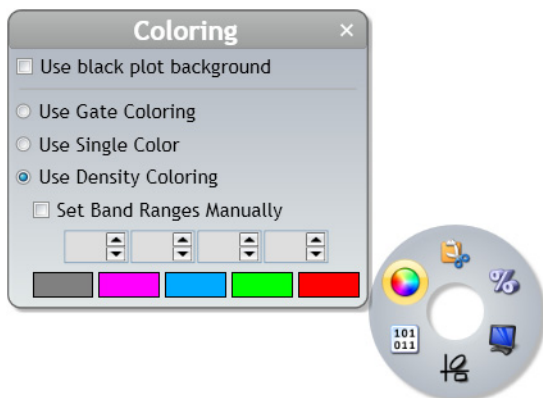 Coloring
Use black plot background
Use Gate Coloring
Use Single Color
Use Density Coloring
Set Band Ranges Manually
%
101
011